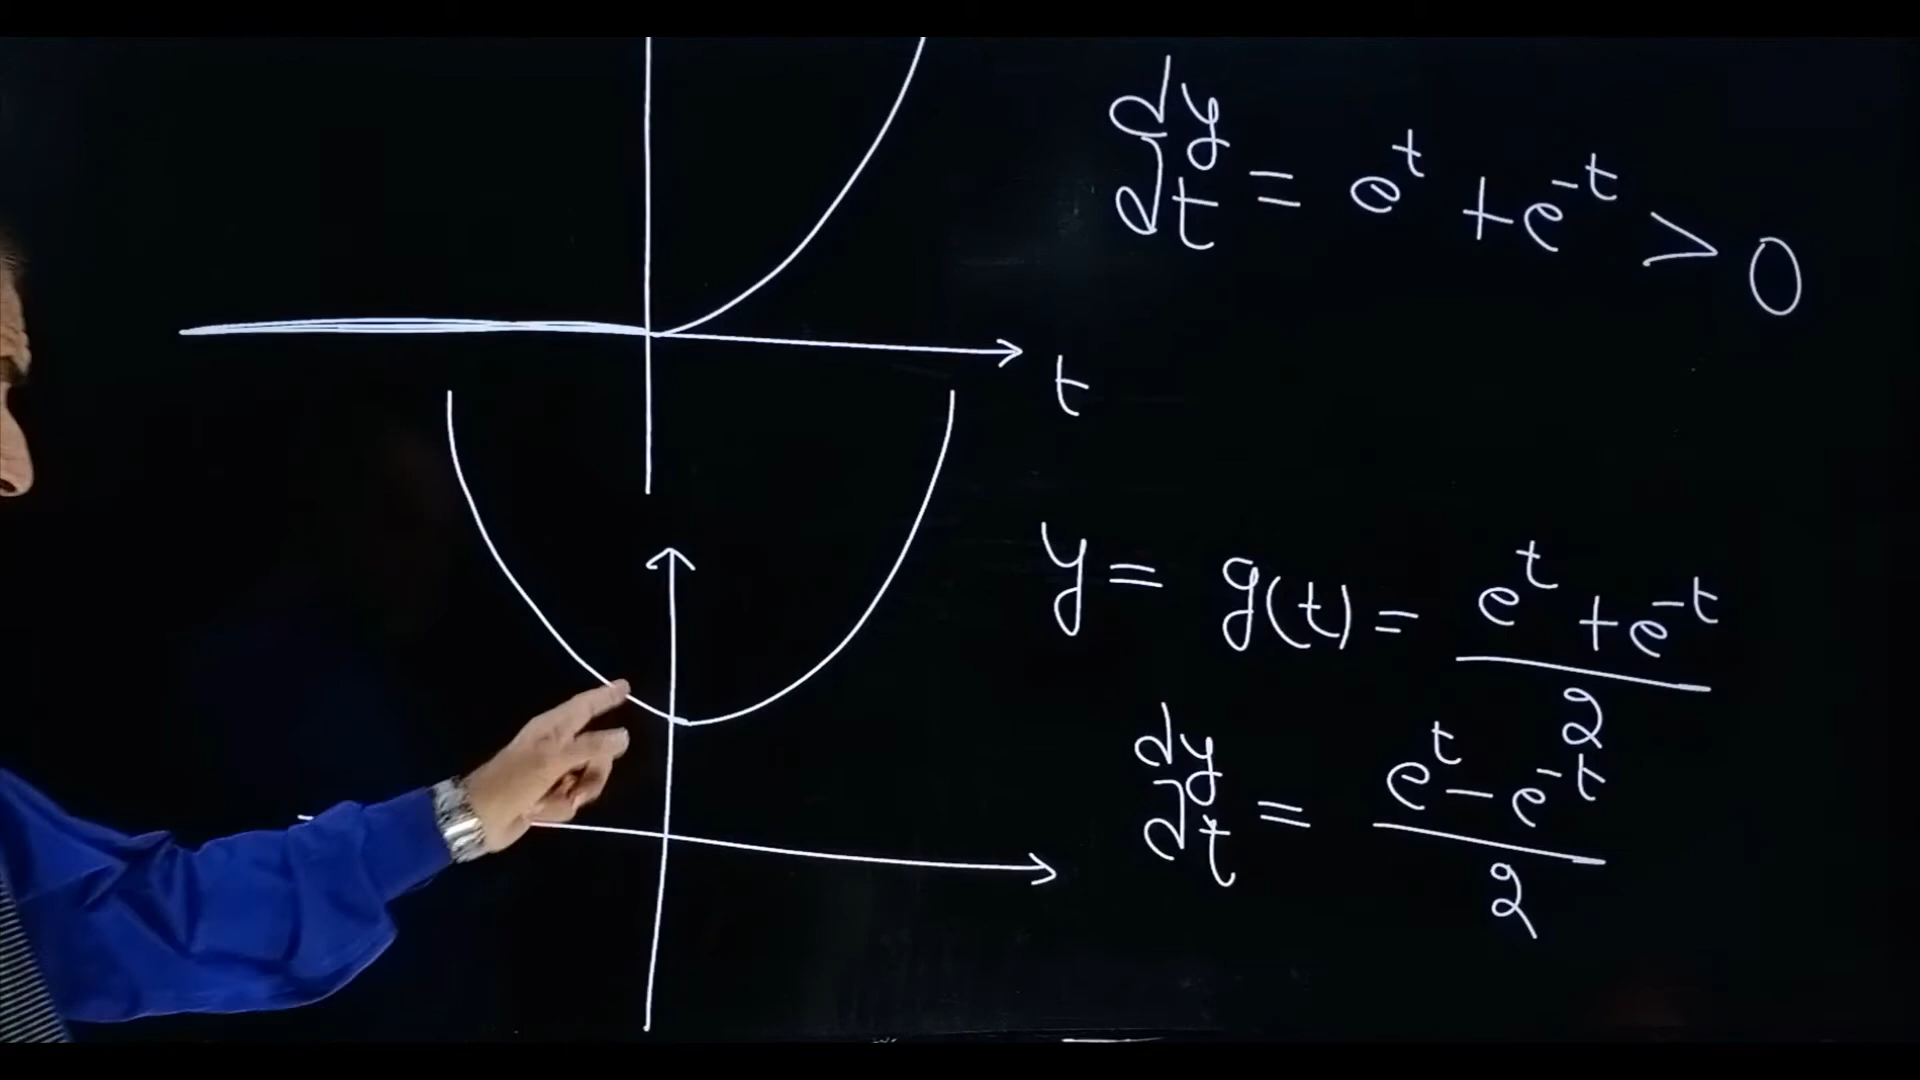 dy/dt = e^t + e^-t > 0
t
y = g(t) = (e^t + e^-t)/2
dy/dt = (e^t - e^-t)/2